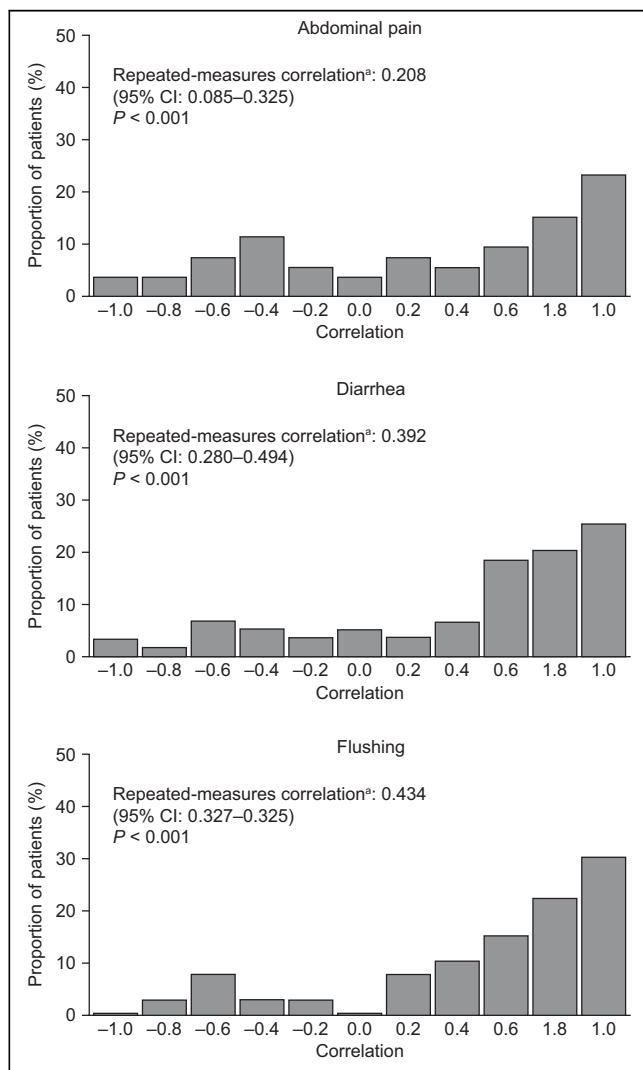 Abdominal pain
Repeated-measures correlationᵃ: 0.208
(95% CI: 0.085–0.325)
P < 0.001
Proportion of patients (%)
50
40
30
20
10
0
–1.0 –0.8 –0.6 –0.4 –0.2 0.0 0.2 0.4 0.6 1.8 1.0
Correlation
Diarrhea
Repeated-measures correlationᵃ: 0.392
(95% CI: 0.280–0.494)
P < 0.001
Proportion of patients (%)
50
40
30
20
10
0
–1.0 –0.8 –0.6 –0.4 –0.2 0.0 0.2 0.4 0.6 1.8 1.0
Correlation
Flushing
Repeated-measures correlationᵃ: 0.434
(95% CI: 0.327–0.325)
P < 0.001
Proportion of patients (%)
50
40
30
20
10
0
–1.0 –0.8 –0.6 –0.4 –0.2 0.0 0.2 0.4 0.6 1.8 1.0
Correlation